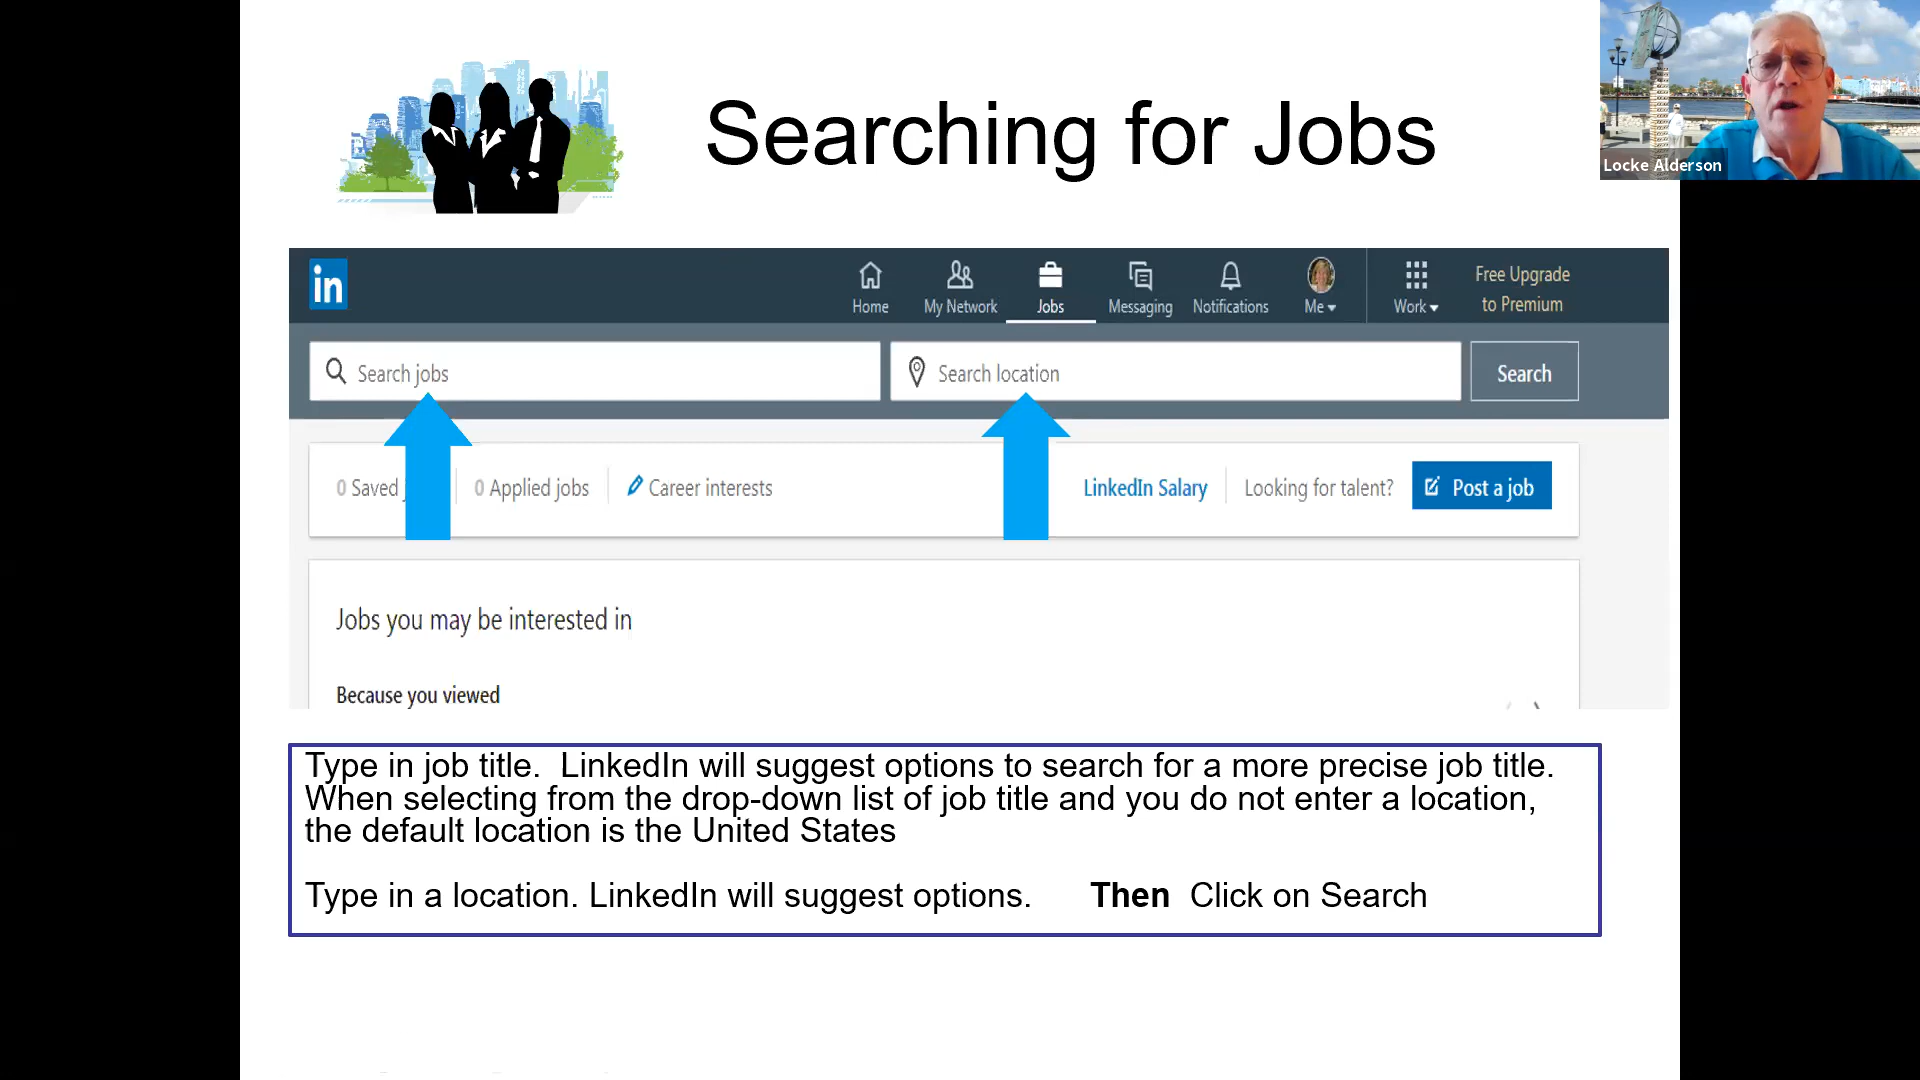 Searching for Jobs
Locke Alderson
in
Home
My Network
Jobs
Messaging
Notifications
Me
Work
Free Upgrade
to Premium
Search jobs
Search location
Search
0 Saved
0 Applied jobs
Career interests
LinkedIn Salary
Looking for talent?
Post a job
Jobs you may be interested in
Because you viewed
Type in job title.  LinkedIn will suggest options to search for a more precise job title.
When selecting from the drop-down list of job title and you do not enter a location,
the default location is the United States
Type in a location. LinkedIn will suggest options. Then Click on Search